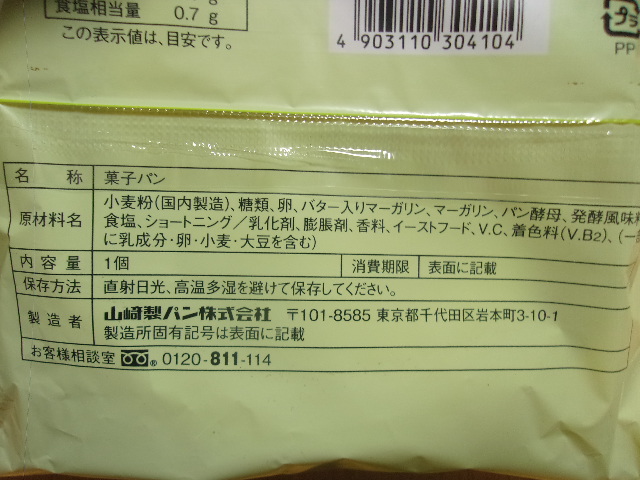 食塩相当量 0.7 g
この表示値は、目安です。
4 903110 304104
プラ
PP
名 称 菓子パン
原材料名 小麦粉(国内製造)、糖類、卵、バター入りマーガリン、マーガリン、パン酵母、発酵風味料
食塩、ショートニング/乳化剤、膨脹剤、香料、イーストフード、V.C、着色料(V.B2)、(一
に乳成分・卵・小麦・大豆を含む)
内容量 1個 消費期限 表面に記載
保存方法 直射日光、高温多湿を避けて保存してください。
製造者 山崎製パン株式会社 〒101-8585 東京都千代田区岩本町3-10-1
製造所固有記号は表面に記載
お客様相談室 0120-811-114